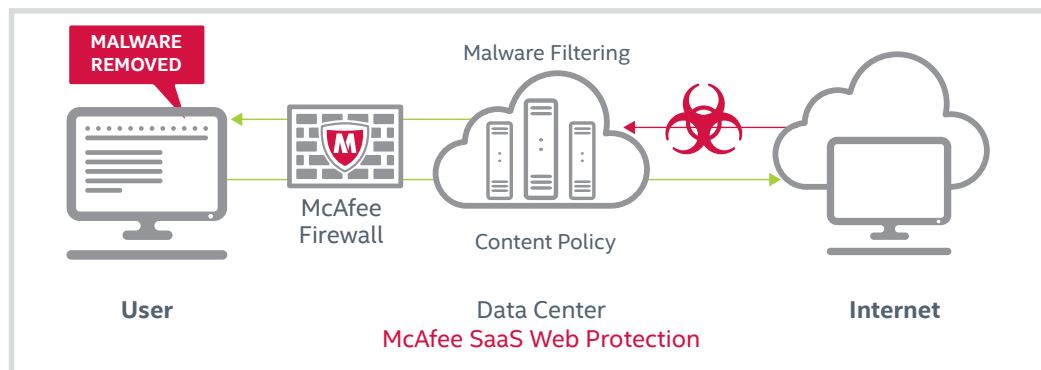 MALWARE
REMOVED
Malware Filtering
M
McAfee
Firewall
Content Policy
User
Data Center
McAfee SaaS Web Protection
Internet